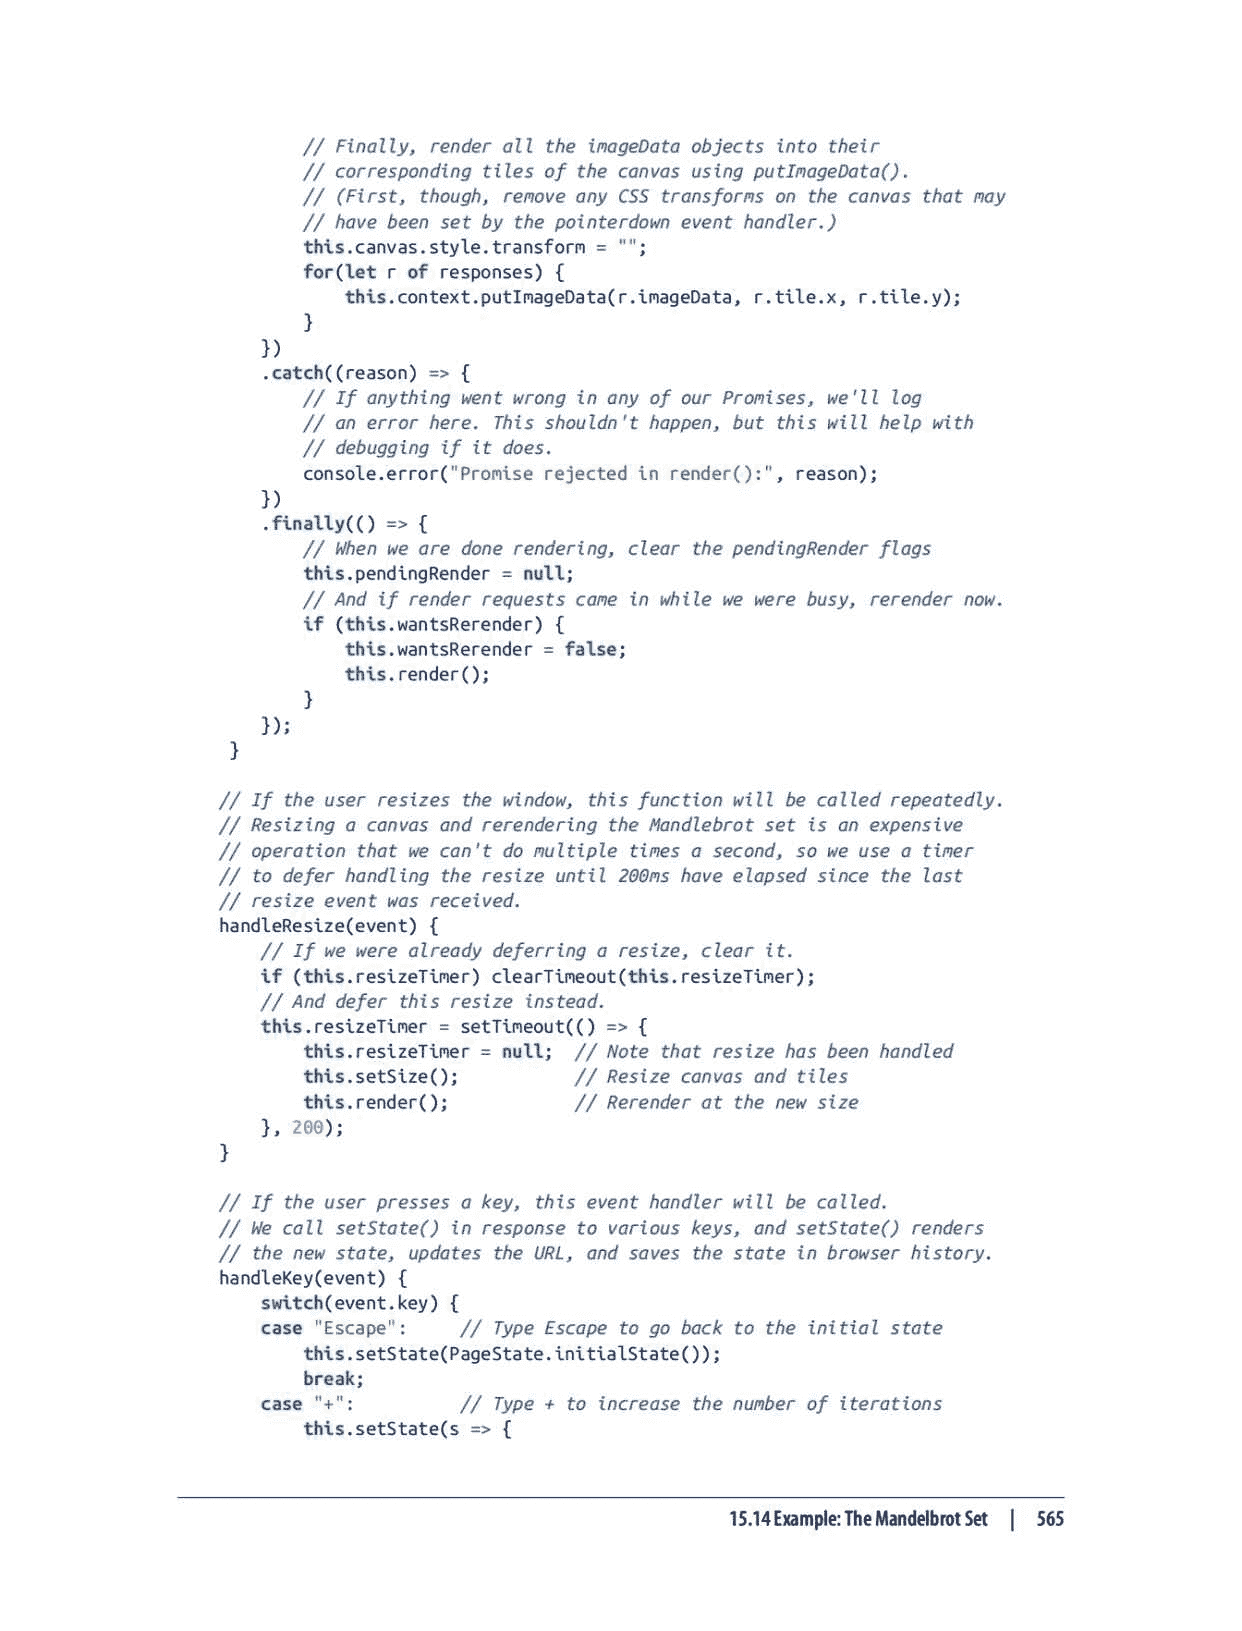 // Finally, render all the imageData objects into their
// corresponding tiles of the canvas using putImageData().
// (First, though, remove any CSS transforms on the canvas that may
// have been set by the pointerdown event handler.)
this.canvas.style.transform = "";
for(let r of responses) {
this.context.putImageData(r.imageData, r.tile.x, r.tile.y);
}
})
.catch((reason) => {
// If anything went wrong in any of our Promises, we'll log
// an error here. This shouldn't happen, but this will help with
// debugging if it does.
console.error("Promise rejected in render():", reason);
})
.finally(() => {
// When we are done rendering, clear the pendingRender flags
this.pendingRender = null;
// And if render requests came in while we were busy, rerender now.
if (this.wantsRerender) {
this.wantsRerender = false;
this.render();
}
});
}
// If the user resizes the window, this function will be called repeatedly.
// Resizing a canvas and rerendering the Mandlebrot set is an expensive
// operation that we can't do multiple times a second, so we use a timer
// to defer handling the resize until 200ms have elapsed since the last
// resize event was received.
handleResize(event) {
// If we were already deferring a resize, clear it.
if (this.resizeTimer) clearTimeout(this.resizeTimer);
// And defer this resize instead.
this.resizeTimer = setTimeout(() => {
this.resizeTimer = null;  // Note that resize has been handled
this.setSize();           // Resize canvas and tiles
this.render();            // Rerender at the new size
}, 200);
}
// If the user presses a key, this event handler will be called.
// We call setState() in response to various keys, and setState() renders
// the new state, updates the URL, and saves the state in browser history.
handleKey(event) {
switch(event.key) {
case "Escape":     // Type Escape to go back to the initial state
this.setState(PageState.initialState());
break;
case "+":          // Type + to increase the number of iterations
this.setState(s => {
15.14 Example: The Mandelbrot Set | 565